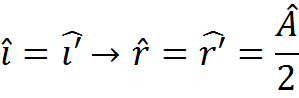 î = î' → r̂ = r̂' = Â/2